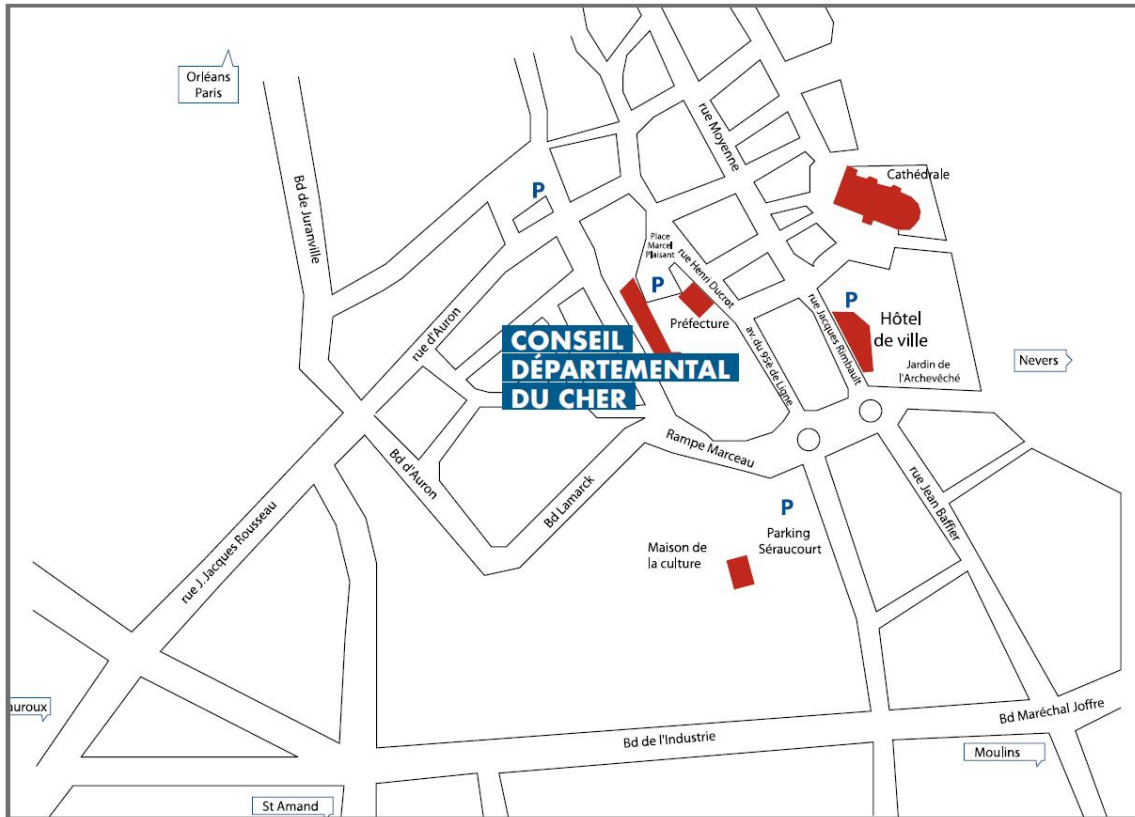 Orléans
Paris
Bd de Juranville
rue Moyenne
Cathédrale
P
Place
Marcel
Plaisant
rue Henri Ducrot
P
P
Préfecture
rue d'Auron
CONSEIL
DÉPARTEMENTAL
DU CHER
av. du 95è de Ligne
rue Jacques Rimbault
Hôtel
de ville
Jardin de
l'Archevêché
Nevers
Rampe Marceau
Bd d'Auron
Bd Lamarck
rue Jean Baffier
P
Parking
Séraucourt
Maison de
la culture
rue J. Jacques Rousseau
auroux
Bd de l'Industrie
Bd Maréchal Joffre
Moulins
St Amand